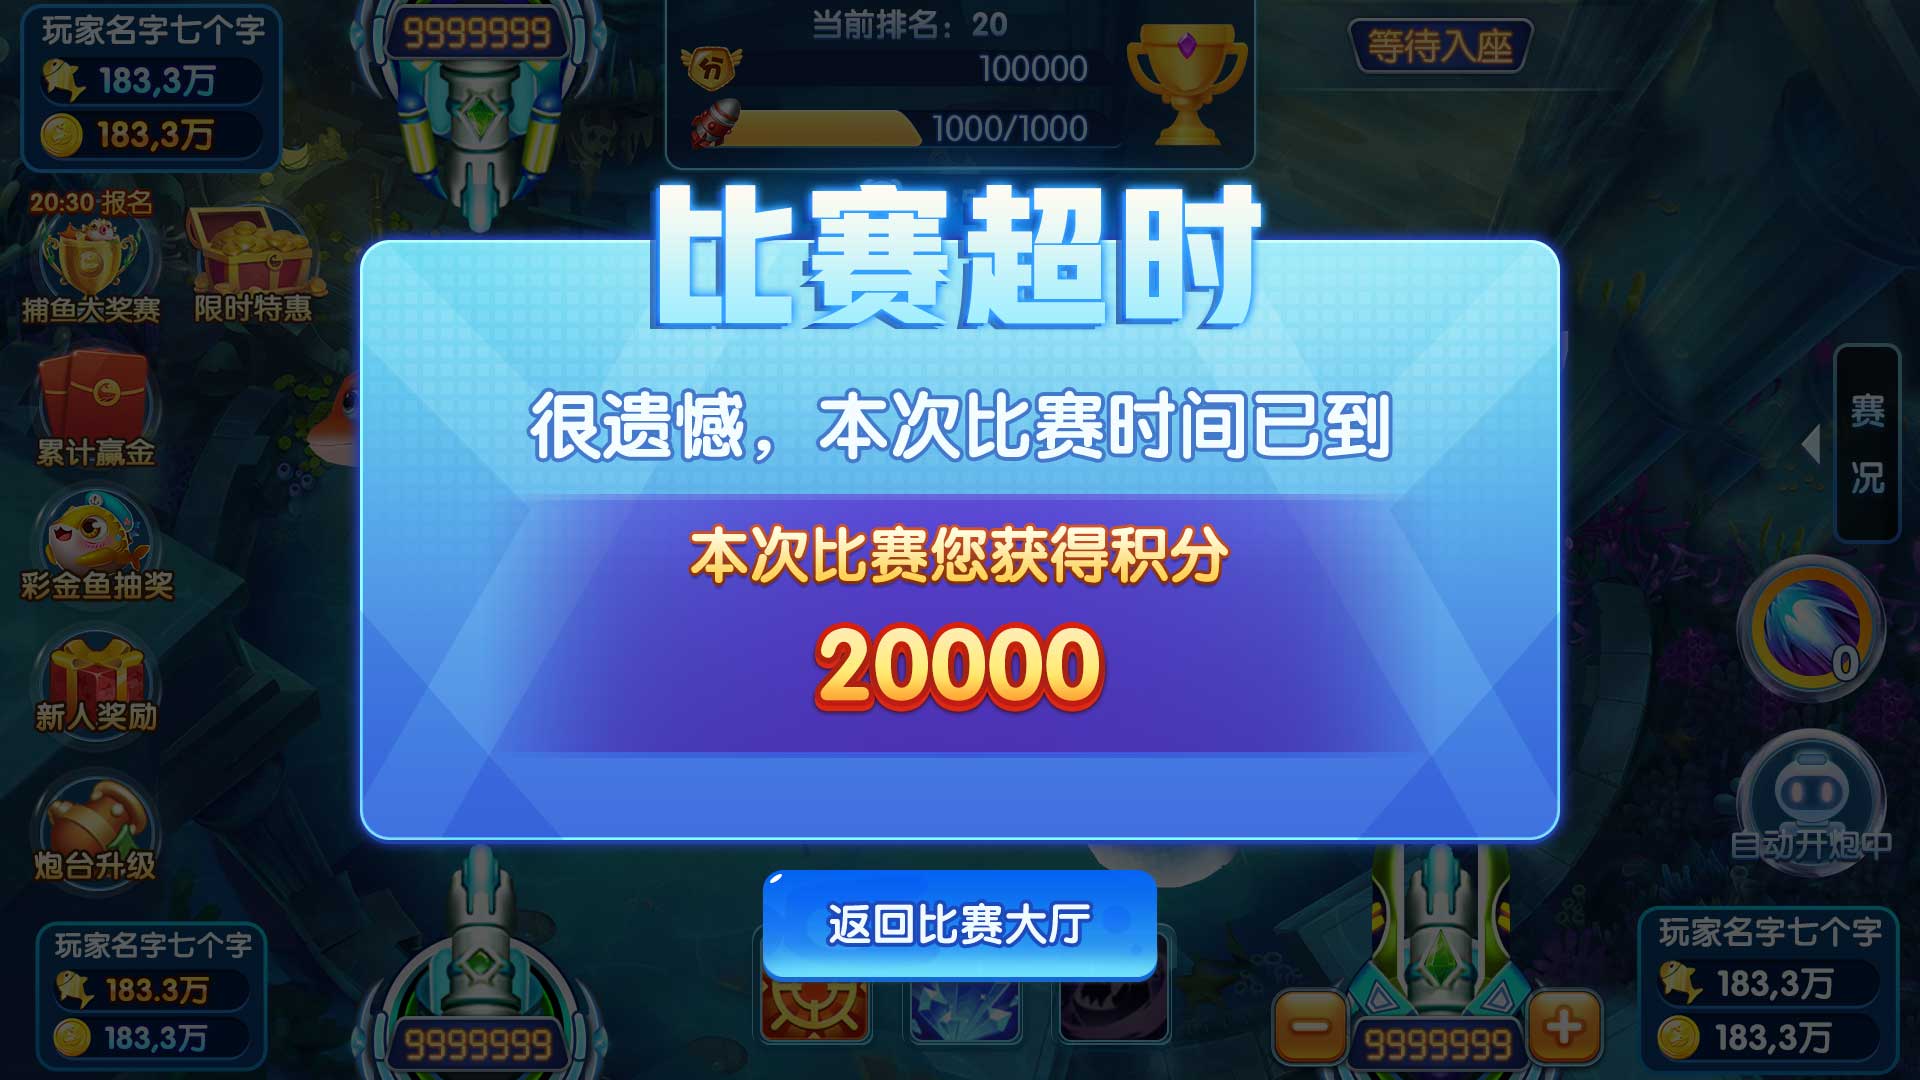 玩家名字七个字
183,3万
183,3万
9999999
当前排名：20
100000
1000/1000
等待入座
20:30 报名
捕鱼大奖赛
限时特惠
比赛超时
很遗憾，本次比赛时间已到
本次比赛您获得积分
20000
返回比赛大厅
累计赢金
彩金鱼抽奖
新人奖励
炮台升级
赛况
0
自动开炮中
玩家名字七个字
183.3万
183,3万
9999999
9999999
玩家名字七个字
183,3万
183,3万